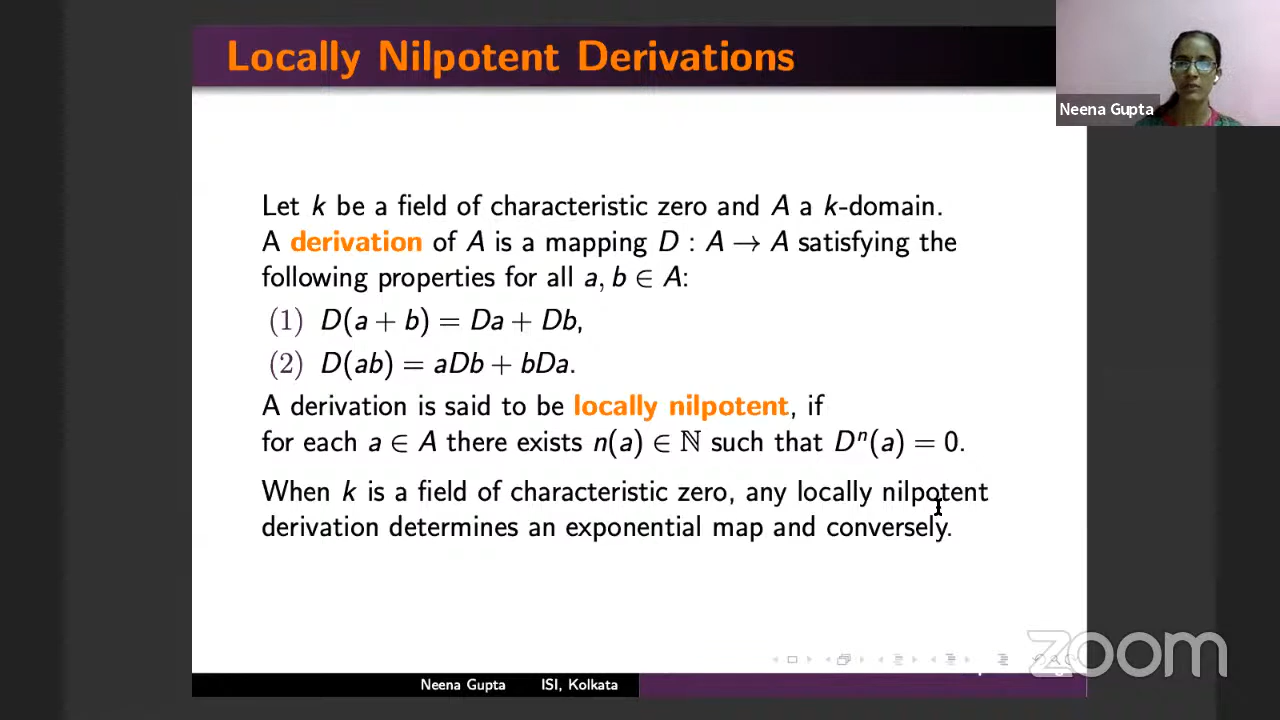 Locally Nilpotent Derivations
Neena Gupta
Let k be a field of characteristic zero and A a k-domain.
A derivation of A is a mapping D : A → A satisfying the
following properties for all a, b ∈ A:
(1) D(a + b) = Da + Db,
(2) D(ab) = aDb + bDa.
A derivation is said to be locally nilpotent, if
for each a ∈ A there exists n(a) ∈ ℕ such that Dⁿ(a) = 0.
When k is a field of characteristic zero, any locally nilpotent
derivation determines an exponential map and conversely.
zoom
Neena Gupta ISI, Kolkata